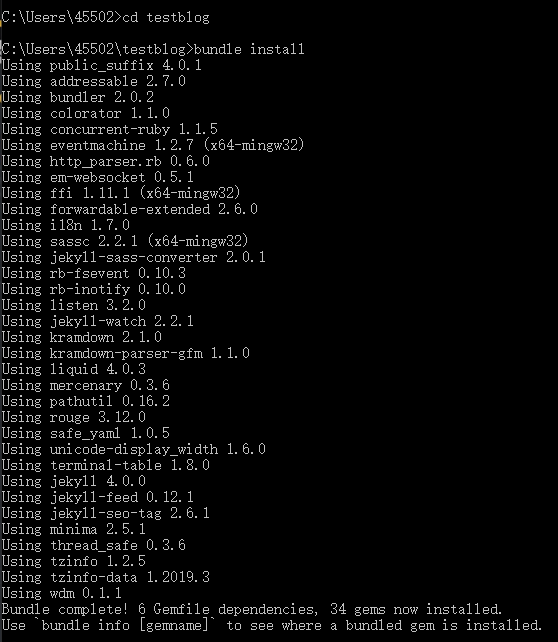 C:\Users\45502>cd testblog
C:\Users\45502\testblog>bundle install
Using public_suffix 4.0.1
Using addressable 2.7.0
Using bundler 2.0.2
Using colorator 1.1.0
Using concurrent-ruby 1.1.5
Using eventmachine 1.2.7 (x64-mingw32)
Using http_parser.rb 0.6.0
Using em-websocket 0.5.1
Using ffi 1.11.1 (x64-mingw32)
Using forwardable-extended 2.6.0
Using i18n 1.7.0
Using sassc 2.2.1 (x64-mingw32)
Using jekyll-sass-converter 2.0.1
Using rb-fsevent 0.10.3
Using rb-inotify 0.10.0
Using listen 3.2.0
Using jekyll-watch 2.2.1
Using kramdown 2.1.0
Using kramdown-parser-gfm 1.1.0
Using liquid 4.0.3
Using mercenary 0.3.6
Using pathutil 0.16.2
Using rouge 3.12.0
Using safe_yaml 1.0.5
Using unicode-display_width 1.6.0
Using terminal-table 1.8.0
Using jekyll 4.0.0
Using jekyll-feed 0.12.1
Using jekyll-seo-tag 2.6.1
Using minima 2.5.1
Using thread_safe 0.3.6
Using tzinfo 1.2.5
Using tzinfo-data 1.2019.3
Using wdm 0.1.1
Bundle complete! 6 Gemfile dependencies, 34 gems now installed.
Use `bundle info [gemname]` to see where a bundled gem is installed.